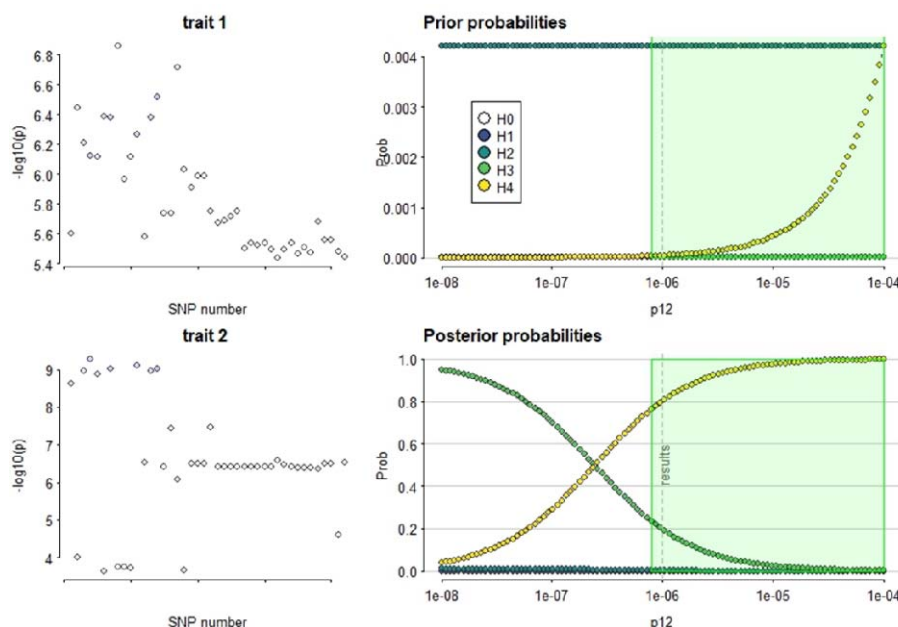 trait 1
-log10(p)
6.8
6.6
6.4
6.2
6.0
5.8
5.6
5.4
SNP number
Prior probabilities
Prob
0.004
0.003
0.002
0.001
0.000
H0
H1
H2
H3
H4
1e-08 1e-07 1e-06 1e-05 1e-04
p12
trait 2
-log10(p)
9
8
7
6
5
4
SNP number
Posterior probabilities
Prob
1.0
0.8
0.6
0.4
0.2
0.0
results
1e-08 1e-07 1e-06 1e-05 1e-04
p12